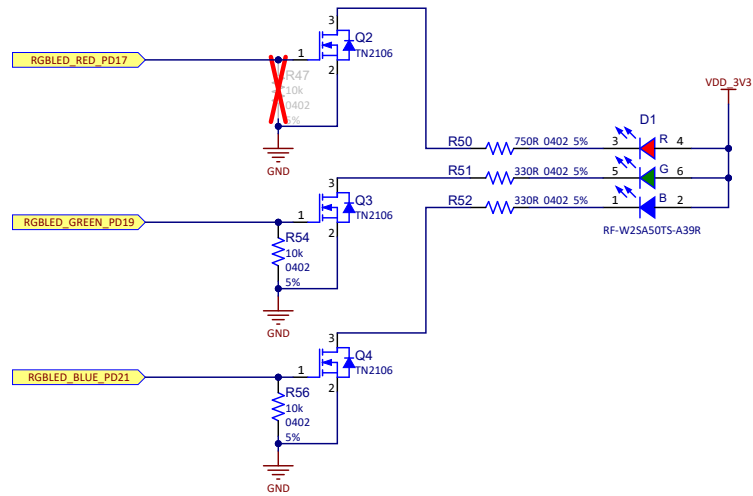 3
Q2
TN2106
1
2
RGBLED_RED_PD17
R47
10k
0402
5%
GND
VDD_3V3
D1
R50
750R 0402 5%
3
R
4
R51
330R 0402 5%
5
G
6
R52
330R 0402 5%
1
B
2
RF-W2SA50TS-A39R
3
Q3
TN2106
1
2
RGBLED_GREEN_PD19
R54
10k
0402
5%
GND
3
Q4
TN2106
1
2
RGBLED_BLUE_PD21
R56
10k
0402
5%
GND